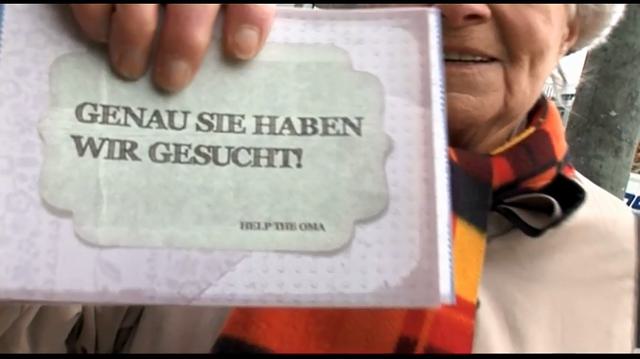 GENAU SIE HABEN
WIR GESUCHT!
HELP THE OMA